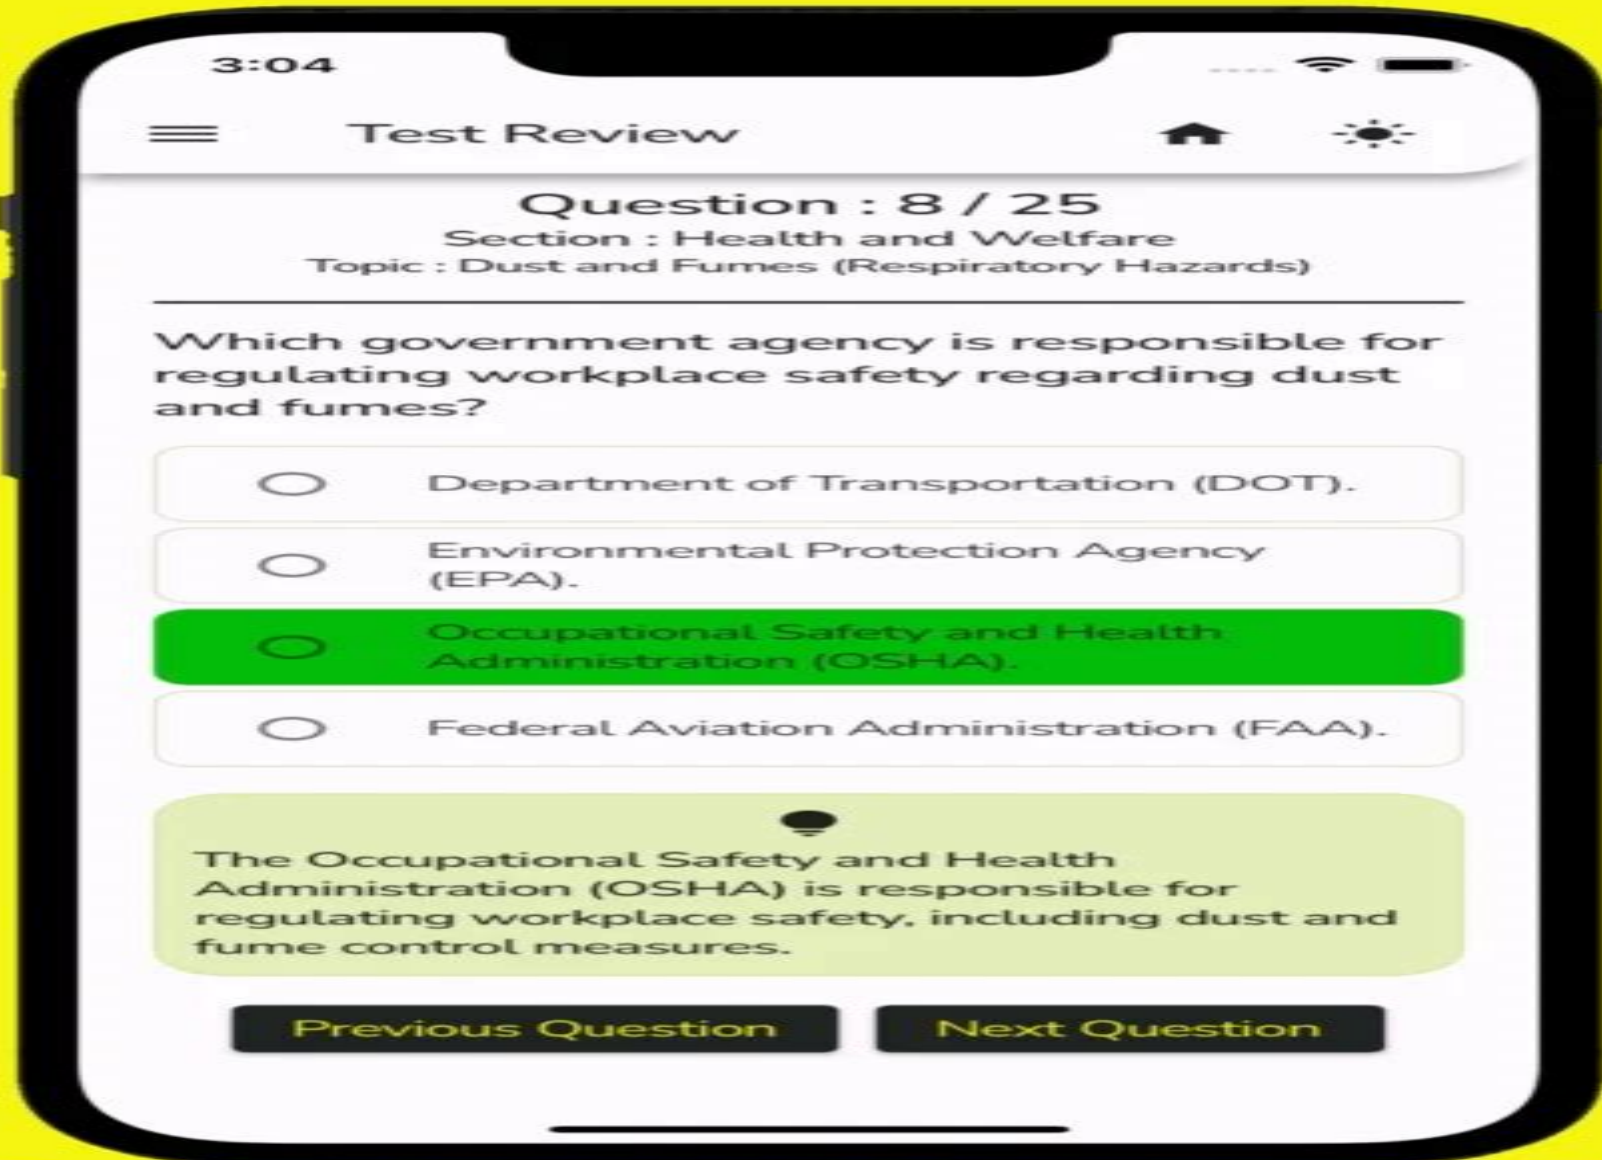 3:04
Test Review
Question : 8 / 25
Section : Health and Welfare
Topic : Dust and Fumes (Respiratory Hazards)
Which government agency is responsible for
regulating workplace safety regarding dust
and fumes?
Department of Transportation (DOT).
Environmental Protection Agency
(EPA).
Occupational Safety and Health
Administration (OSHA).
Federal Aviation Administration (FAA).
The Occupational Safety and Health
Administration (OSHA) is responsible for
regulating workplace safety, including dust and
fume control measures.
Previous Question
Next Question